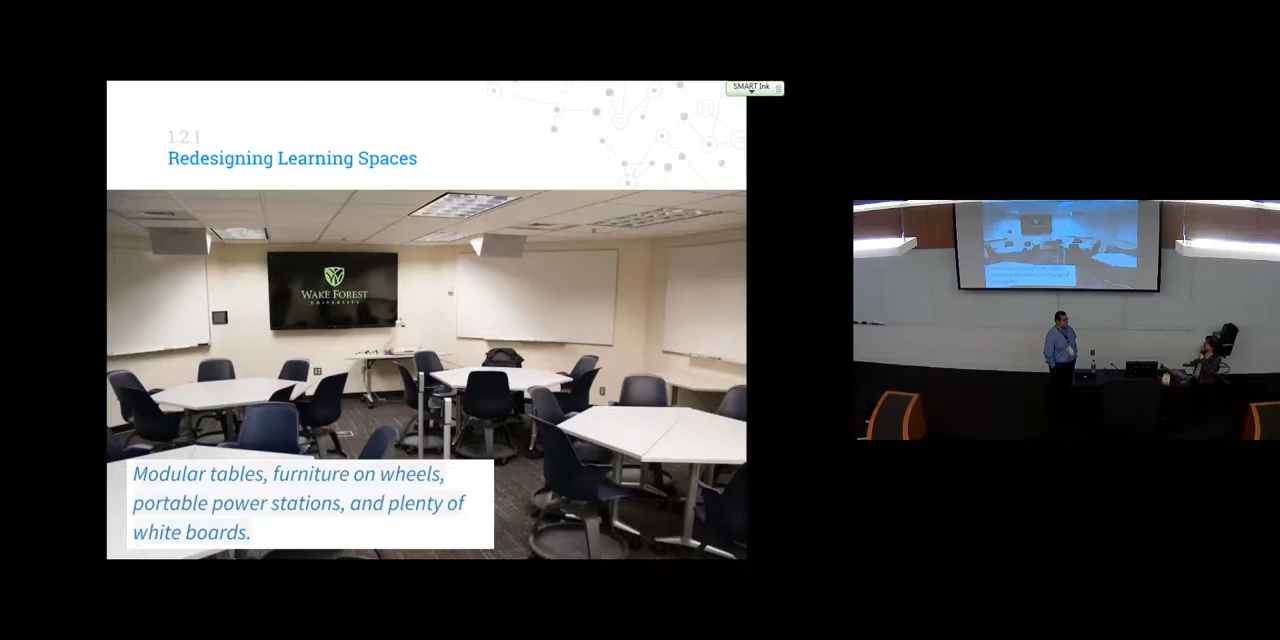 SMART Ink
1.2.1
Redesigning Learning Spaces
WAKE FOREST
UNIVERSITY
Modular tables, furniture on wheels,
portable power stations, and plenty of
white boards.